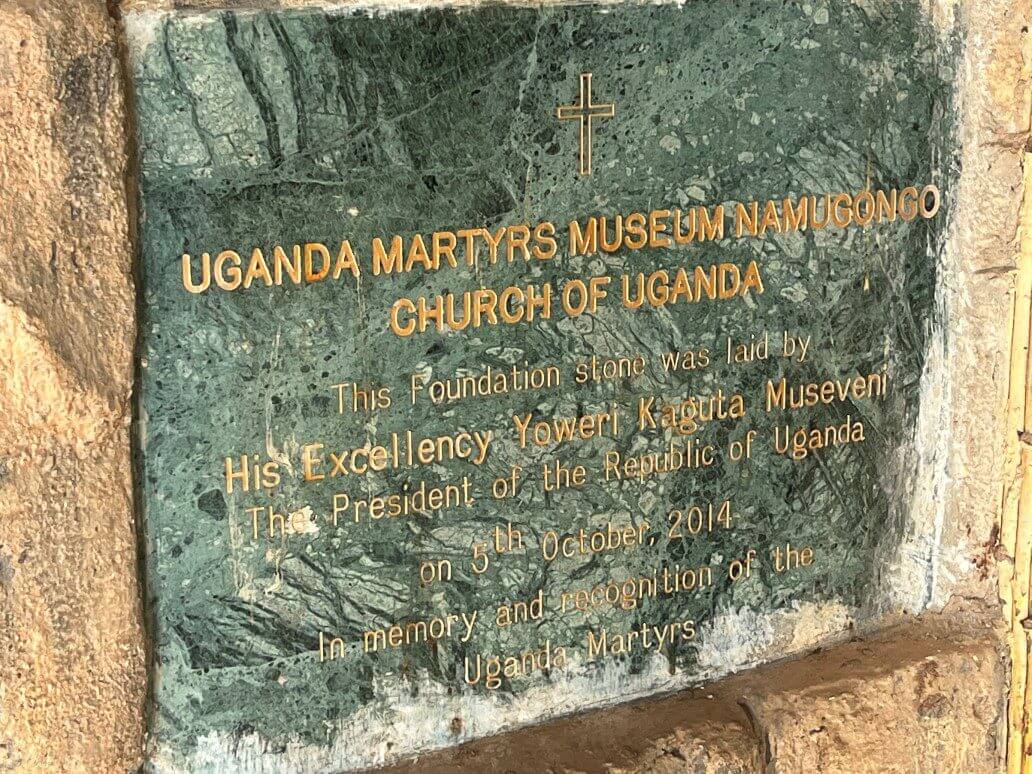 UGANDA MARTYRS MUSEUM NAMUGONGO
CHURCH OF UGANDA
This Foundation stone was laid by
His Excellency Yoweri Kaguta Museveni
The President of the Republic of Uganda
on 5th October, 2014
In memory and recognition of the
Uganda Martyrs